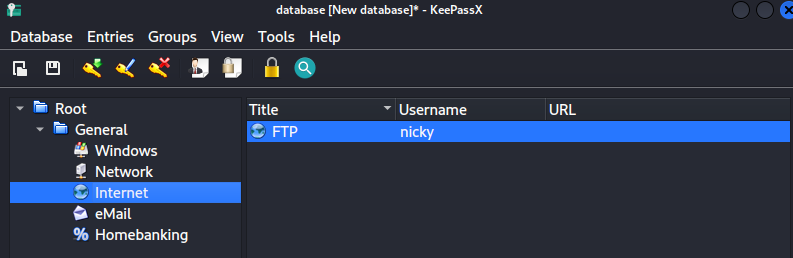 database [New database]* - KeePassX
Database Entries Groups View Tools Help
Root
General
Windows
Network
Internet
eMail
Homebanking
Title Username URL
FTP nicky